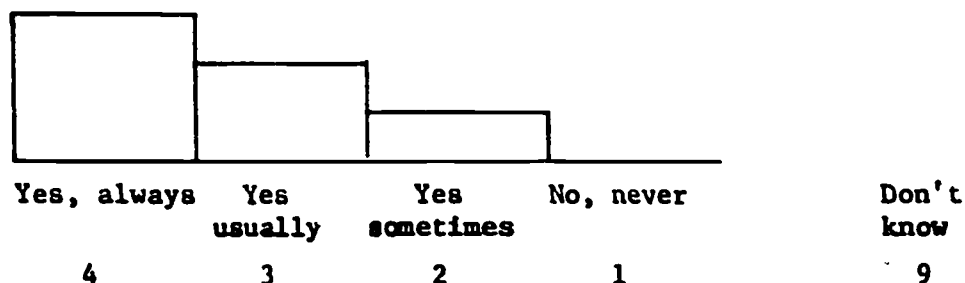 Yes, always Yes Yes No, never Don't
usually sometimes know
4 3 2 1 9